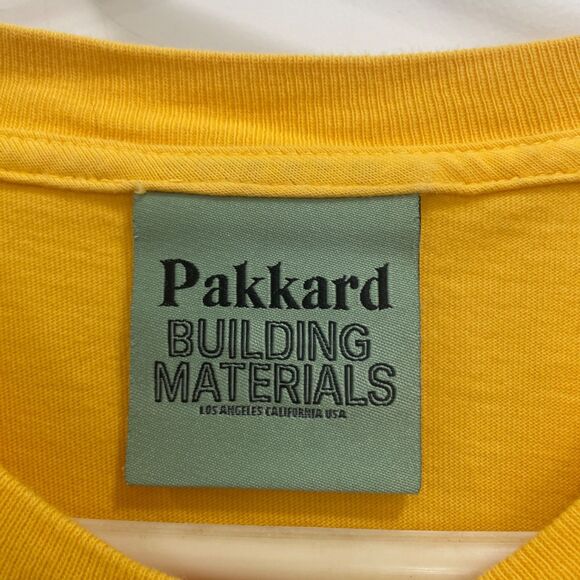 Pakkard
BUILDING
MATERIALS
LOS ANGELES CALIFORNIA USA